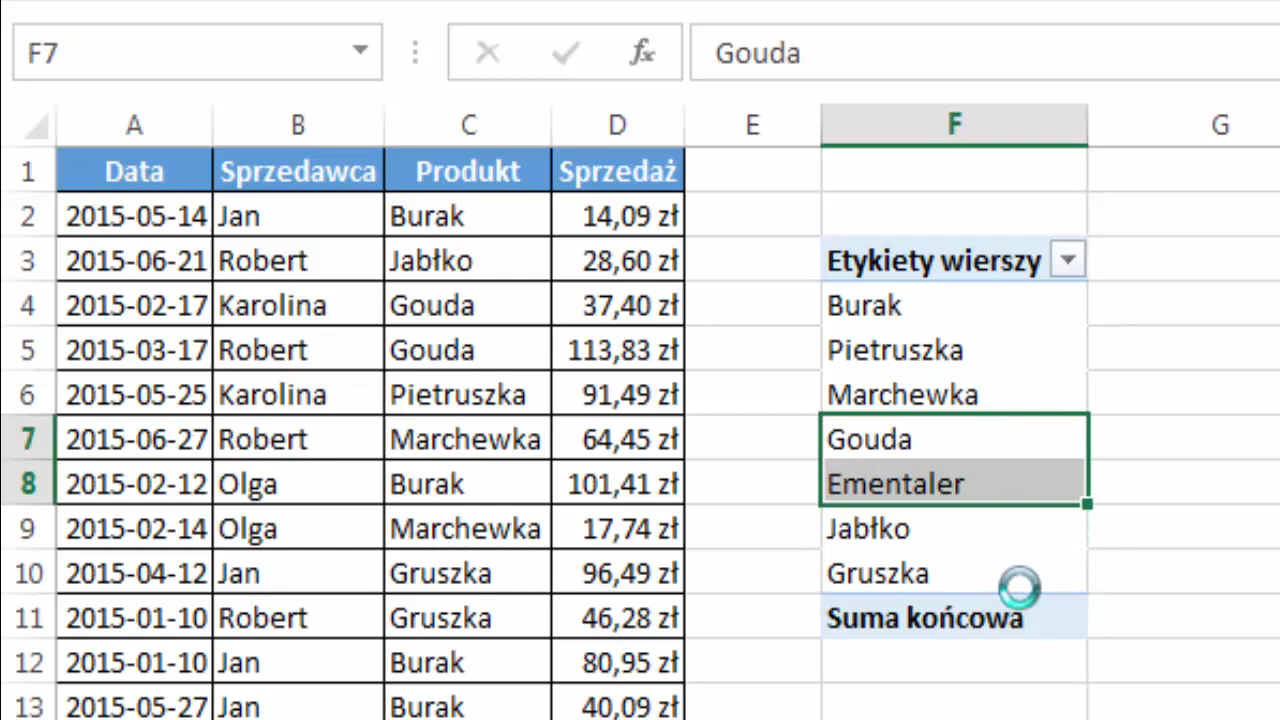 F7 fx Gouda
A B C D E F G
1 Data Sprzedawca Produkt Sprzedaż
2 2015-05-14 Jan Burak 14,09 zł
3 2015-06-21 Robert Jabłko 28,60 zł Etykiety wierszy
4 2015-02-17 Karolina Gouda 37,40 zł Burak
5 2015-03-17 Robert Gouda 113,83 zł Pietruszka
6 2015-05-25 Karolina Pietruszka 91,49 zł Marchewka
7 2015-06-27 Robert Marchewka 64,45 zł Gouda
8 2015-02-12 Olga Burak 101,41 zł Ementaler
9 2015-02-14 Olga Marchewka 17,74 zł Jabłko
10 2015-04-12 Jan Gruszka 96,49 zł Gruszka
11 2015-01-10 Robert Gruszka 46,28 zł Suma końcowa
12 2015-01-10 Jan Burak 80,95 zł
13 2015-05-27 Jan Burak 40,09 zł